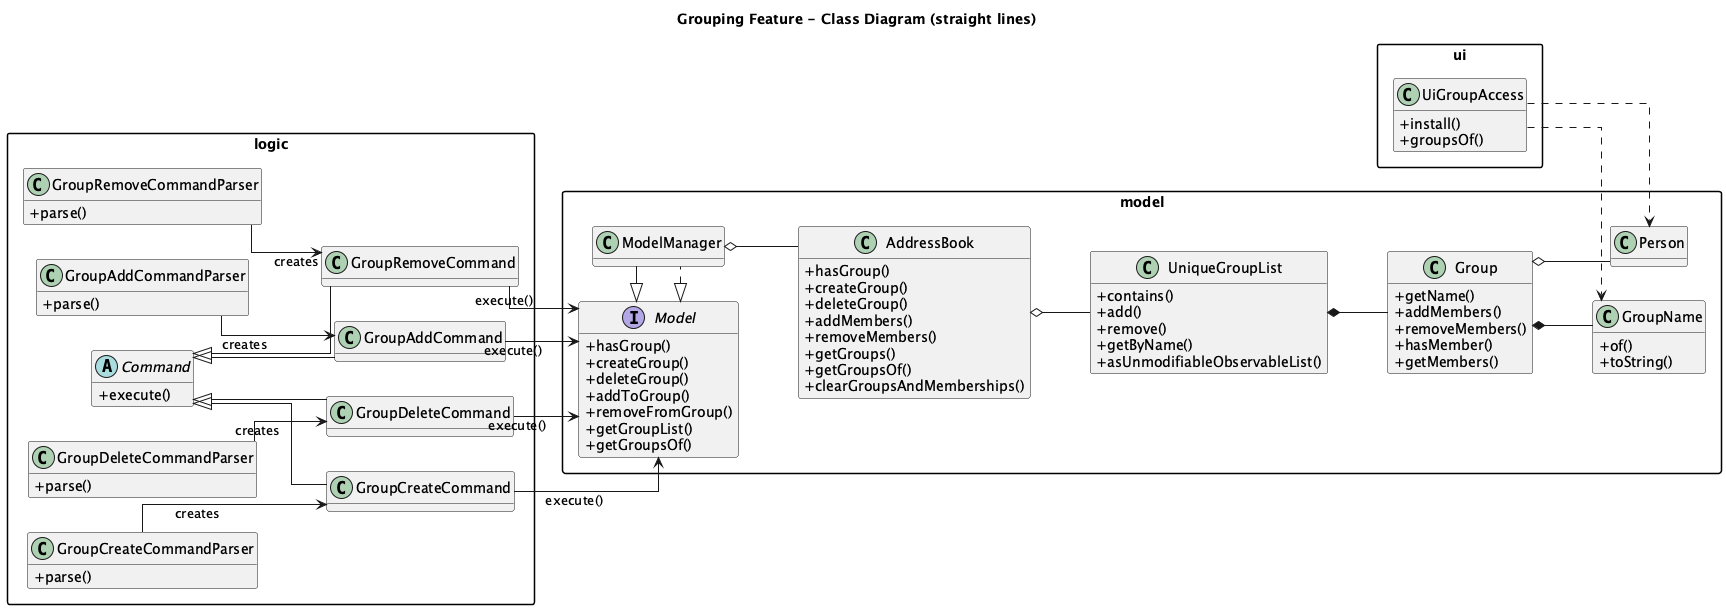 Grouping Feature - Class Diagram (straight lines)
ui
C UiGroupAccess
+install()
+groupsOf()
logic
C GroupRemoveCommandParser
+parse()
creates
C GroupRemoveCommand
execute()
C GroupAddCommandParser
+parse()
creates
C GroupAddCommand
execute()
A Command
+execute()
C GroupDeleteCommand
execute()
creates
C GroupDeleteCommandParser
+parse()
C GroupCreateCommand
execute()
creates
C GroupCreateCommandParser
+parse()
model
C ModelManager
I Model
+hasGroup()
+createGroup()
+deleteGroup()
+addToGroup()
+removeFromGroup()
+getGroupList()
+getGroupsOf()
C AddressBook
+hasGroup()
+createGroup()
+deleteGroup()
+addMembers()
+removeMembers()
+getGroups()
+getGroupsOf()
+clearGroupsAndMemberships()
C UniqueGroupList
+contains()
+add()
+remove()
+getByName()
+asUnmodifiableObservableList()
C Group
+getName()
+addMembers()
+removeMembers()
+hasMember()
+getMembers()
C Person
C GroupName
+of()
+toString()